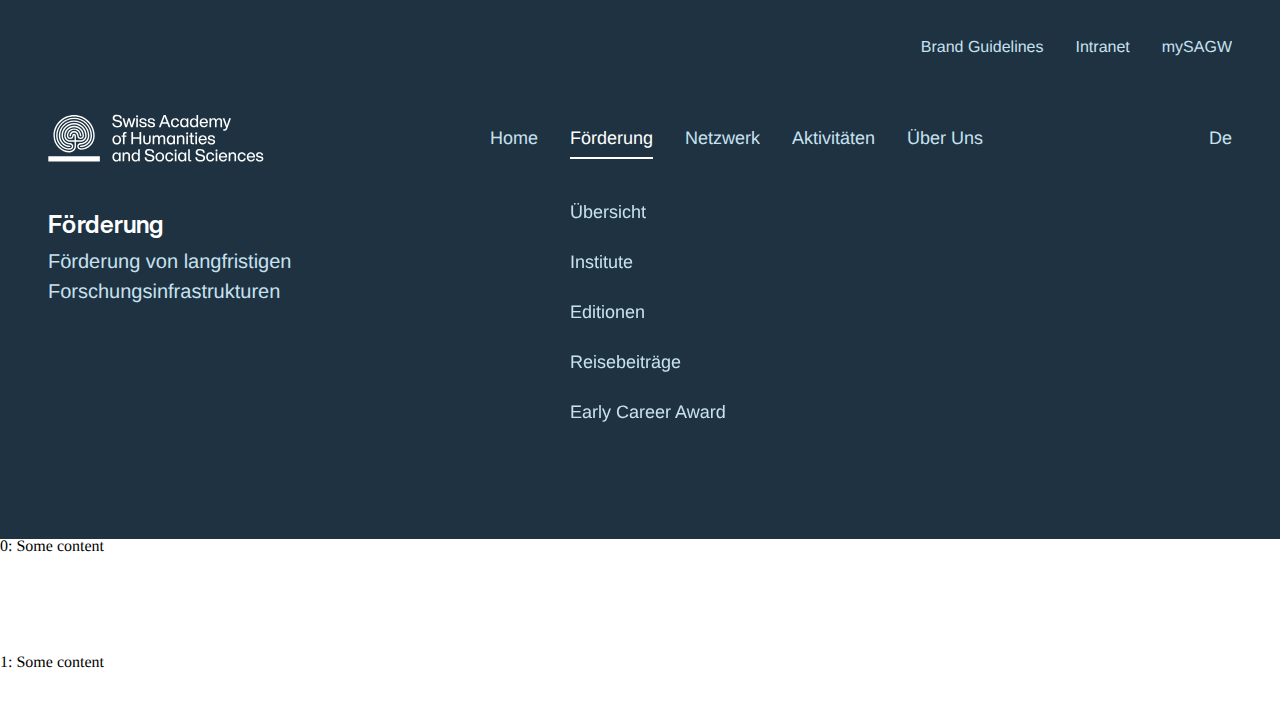 Brand Guidelines Intranet mySAGW
Swiss Academy
of Humanities
and Social Sciences
Home Förderung Netzwerk Aktivitäten Über Uns De
Förderung
Förderung von langfristigen
Forschungsinfrastrukturen
Übersicht
Institute
Editionen
Reisebeiträge
Early Career Award
0: Some content
1: Some content